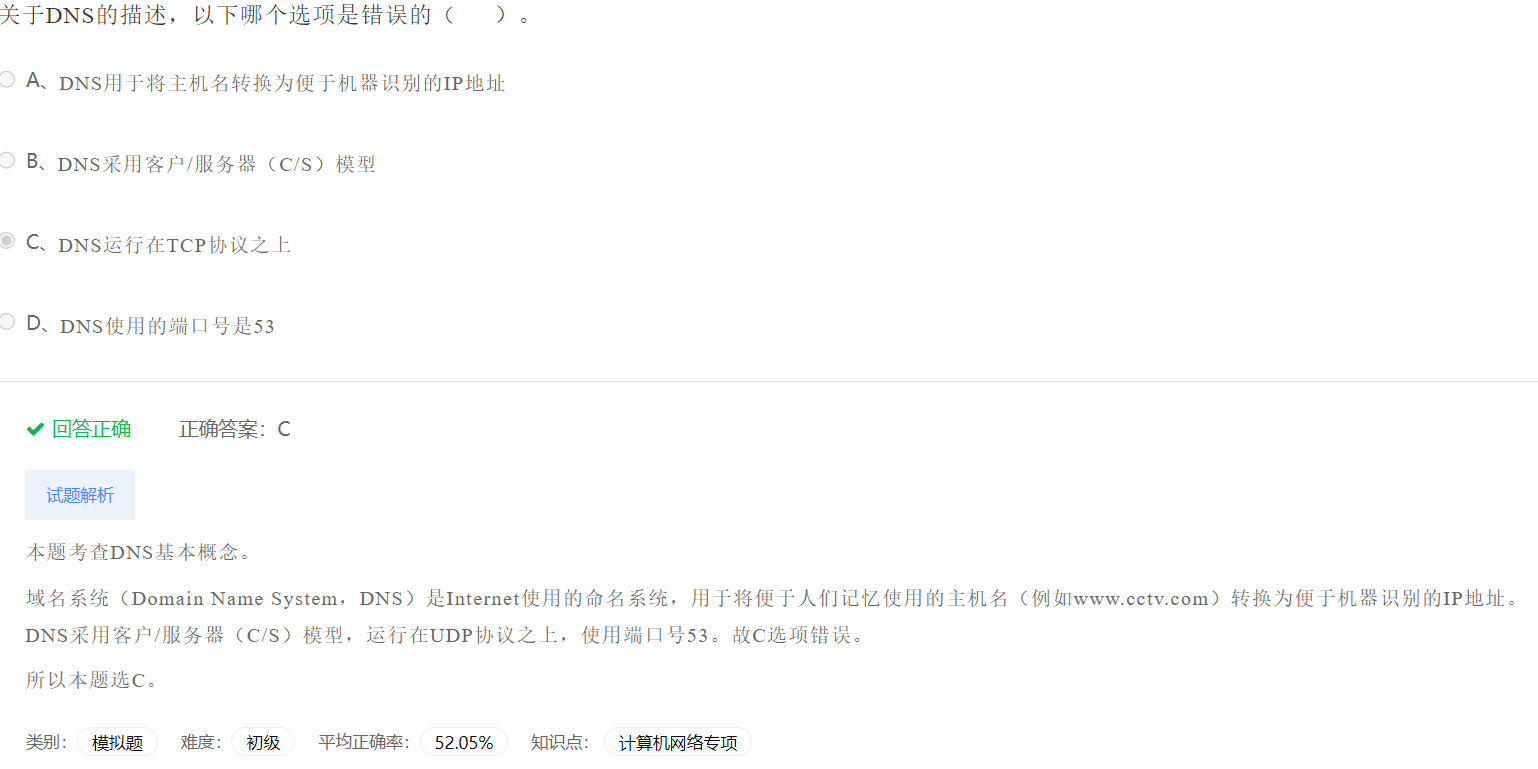 关于DNS的描述，以下哪个选项是错误的（ ）。
A、DNS用于将主机名转换为便于机器识别的IP地址
B、DNS采用客户/服务器（C/S）模型
C、DNS运行在TCP协议之上
D、DNS使用的端口号是53
回答正确 正确答案：C
试题解析
本题考查DNS基本概念。
域名系统（Domain Name System，DNS）是Internet使用的命名系统，用于将便于人们记忆使用的主机名（例如www.cctv.com）转换为便于机器识别的IP地址。
DNS采用客户/服务器（C/S）模型，运行在UDP协议之上，使用端口号53。故C选项错误。
所以本题选C。
类别： 模拟题 难度： 初级 平均正确率： 52.05% 知识点： 计算机网络专项